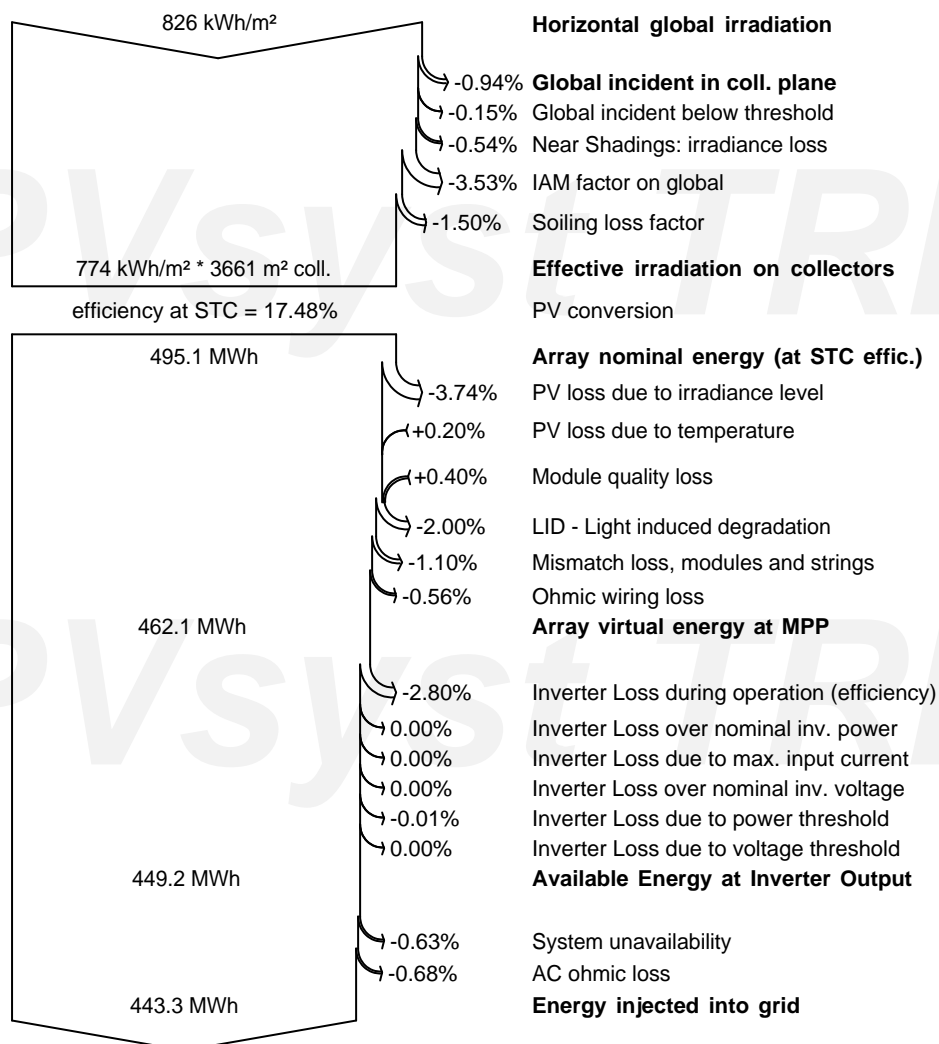 826 kWh/m² Horizontal global irradiation
-0.94% Global incident in coll. plane
-0.15% Global incident below threshold
-0.54% Near Shadings: irradiance loss
-3.53% IAM factor on global
-1.50% Soiling loss factor
774 kWh/m² * 3661 m² coll. Effective irradiation on collectors
efficiency at STC = 17.48% PV conversion
495.1 MWh Array nominal energy (at STC effic.)
-3.74% PV loss due to irradiance level
+0.20% PV loss due to temperature
+0.40% Module quality loss
-2.00% LID - Light induced degradation
-1.10% Mismatch loss, modules and strings
-0.56% Ohmic wiring loss
462.1 MWh Array virtual energy at MPP
-2.80% Inverter Loss during operation (efficiency)
0.00% Inverter Loss over nominal inv. power
0.00% Inverter Loss due to max. input current
0.00% Inverter Loss over nominal inv. voltage
-0.01% Inverter Loss due to power threshold
0.00% Inverter Loss due to voltage threshold
449.2 MWh Available Energy at Inverter Output
-0.63% System unavailability
-0.68% AC ohmic loss
443.3 MWh Energy injected into grid
PVsyst TRI
PVsyst TRI